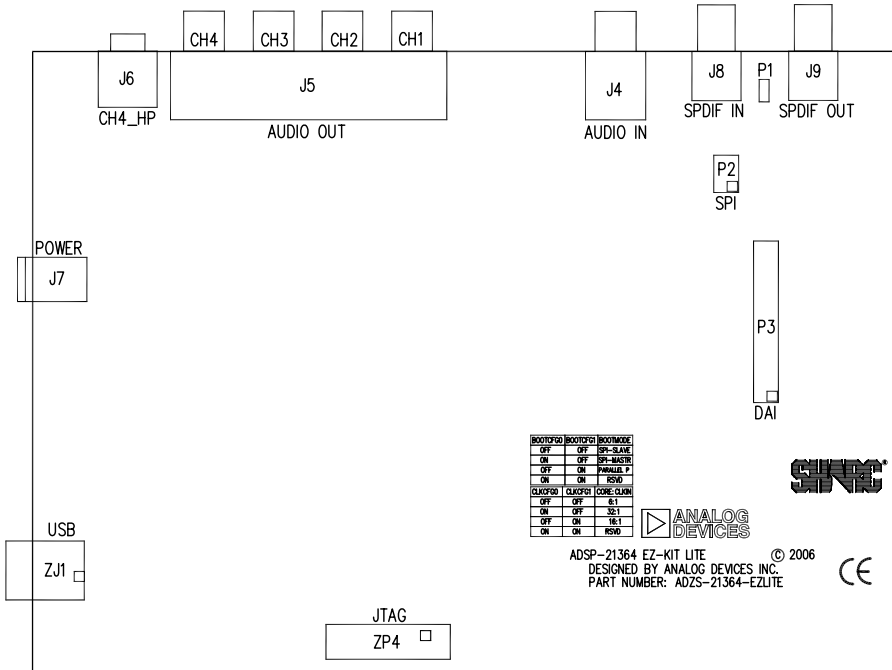 CH4 CH3 CH2 CH1
J6 J5 J4 J8 P1 J9
CH4_HP AUDIO OUT AUDIO IN SPDIF IN SPDIF OUT
P2
SPI
POWER
J7
P3
DAI
BOOTCFG0 BOOTCFG1 BOOTMODE
OFF OFF SPI-SLAVE
ON OFF SPI-MASTR
OFF ON PARALLEL P
ON ON RSVD
CLKCFG0 CLKCFG1 CORE:CLKIN
OFF OFF 6:1
ON OFF 32:1
OFF ON 16:1
ON ON RSVD
SHARC®
ANALOG
DEVICES
ADSP-21364 EZ-KIT LITE © 2006
DESIGNED BY ANALOG DEVICES INC.
PART NUMBER: ADZS-21364-EZLITE
CE
USB
ZJ1
JTAG
ZP4